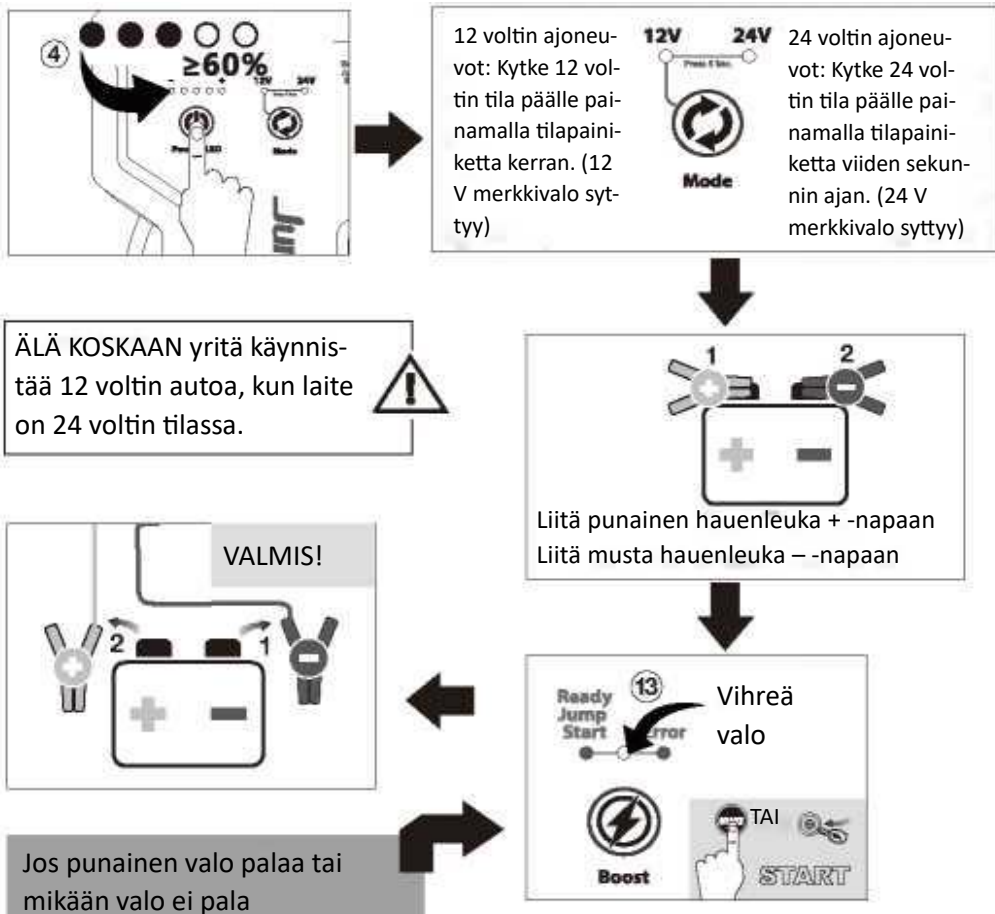 4
≥60%
- +
12V 24V
Mode
12 voltin ajoneu-
vot: Kytke 12 vol-
tin tila päälle pai-
namalla tilapaini-
ketta kerran. (12
V merkkivalo syt-
tyy)
12V 24V
Press 5 Sec.
Mode
24 voltin ajoneu-
vot: Kytke 24 vol-
tin tila päälle pai-
namalla tilapaini-
ketta viiden sekun-
nin ajan. (24 V
merkkivalo syttyy)
ÄLÄ KOSKAAN yritä käynnis-
tää 12 voltin autoa, kun laite
on 24 voltin tilassa.
1 2
+ -
Liitä punainen hauenleuka + -napaan
Liitä musta hauenleuka – -napaan
VALMIS!
2 1
+ -
Ready
Jump
Start
13
Error
Vihreä
valo
Boost
TAI
START
Jos punainen valo palaa tai
mikään valo ei pala